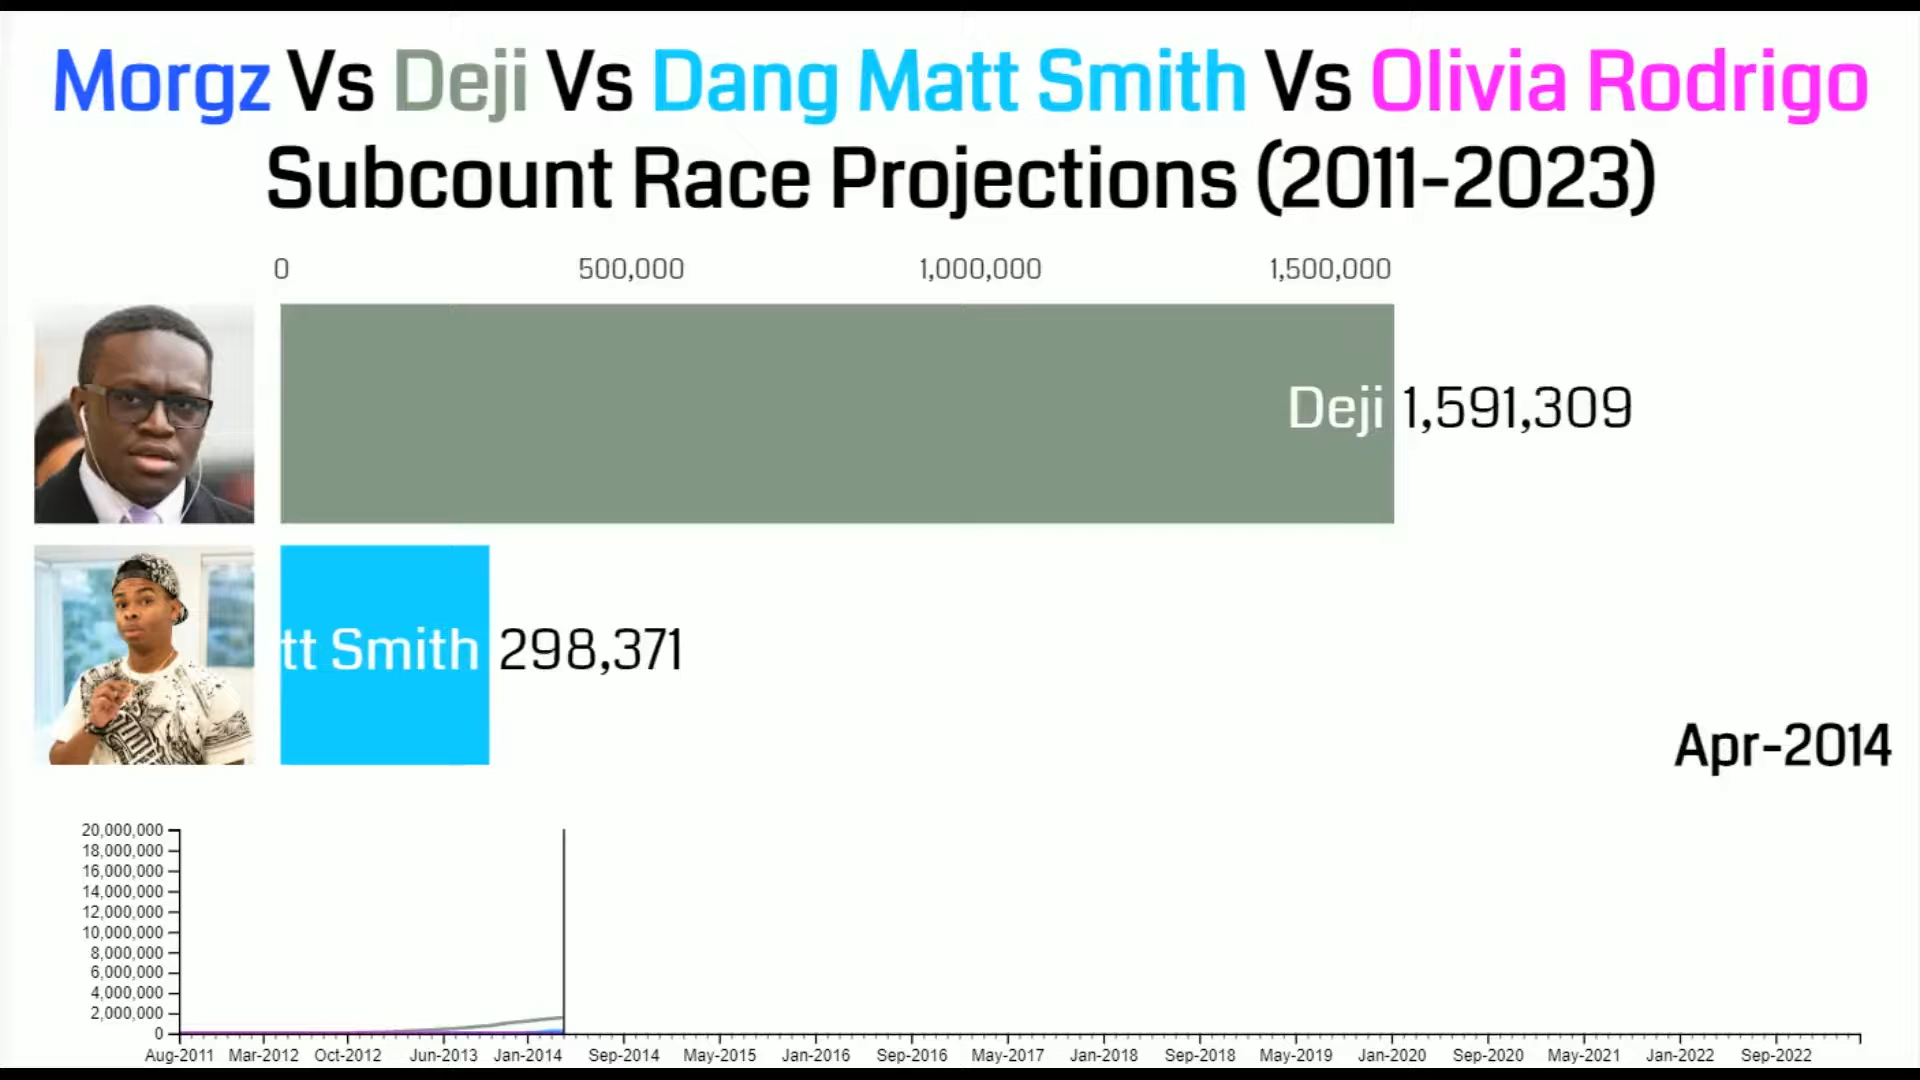 Morgz Vs Deji Vs Dang Matt Smith Vs Olivia Rodrigo
Subcount Race Projections (2011-2023)
0 500,000 1,000,000 1,500,000
Deji 1,591,309
tt Smith 298,371
Apr-2014
20,000,000
18,000,000
16,000,000
14,000,000
12,000,000
10,000,000
8,000,000
6,000,000
4,000,000
2,000,000
0
Aug-2011 Mar-2012 Oct-2012 Jun-2013 Jan-2014 Sep-2014 May-2015 Jan-2016 Sep-2016 May-2017 Jan-2018 Sep-2018 May-2019 Jan-2020 Sep-2020 May-2021 Jan-2022 Sep-2022